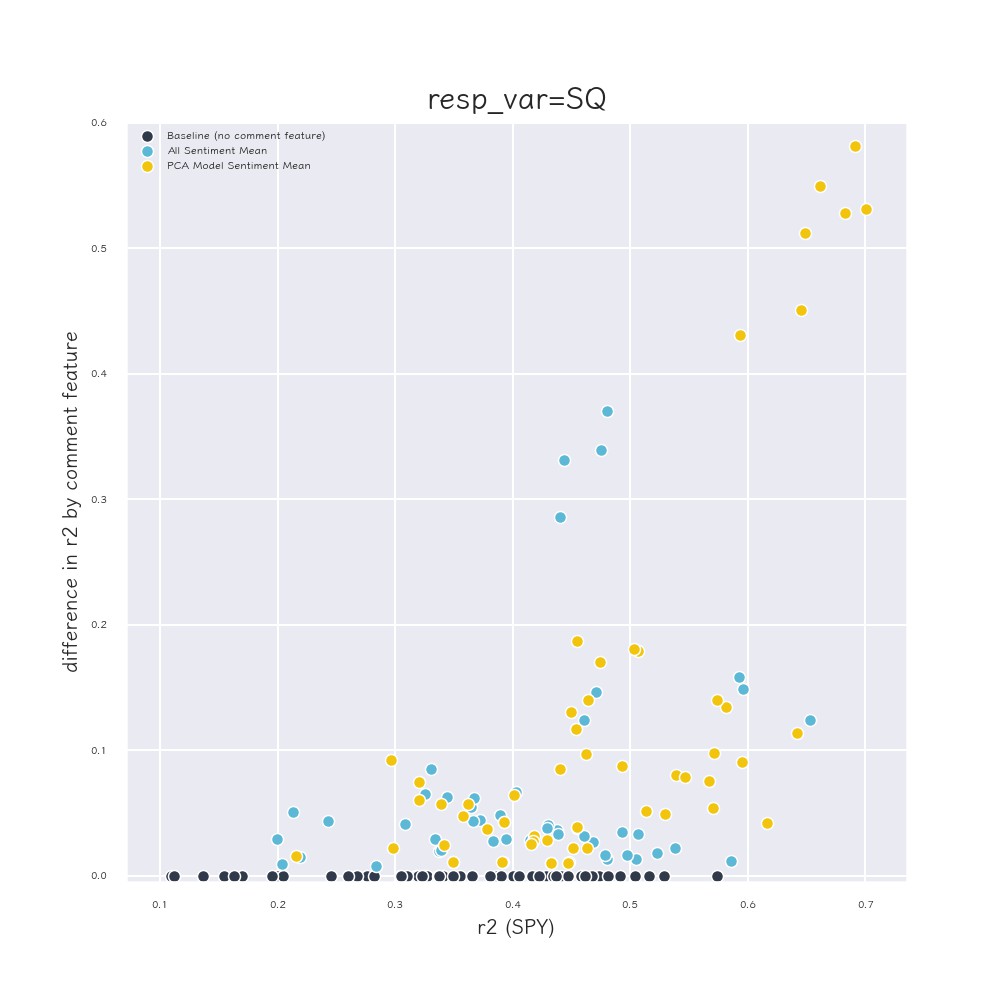 resp_var=SQ
0.6
Baseline (no comment feature)
All Sentiment Mean
PCA Model Sentiment Mean
0.5
0.4
0.3
0.2
0.1
0.0
difference in r2 by comment feature
0.1 0.2 0.3 0.4 0.5 0.6 0.7
r2 (SPY)